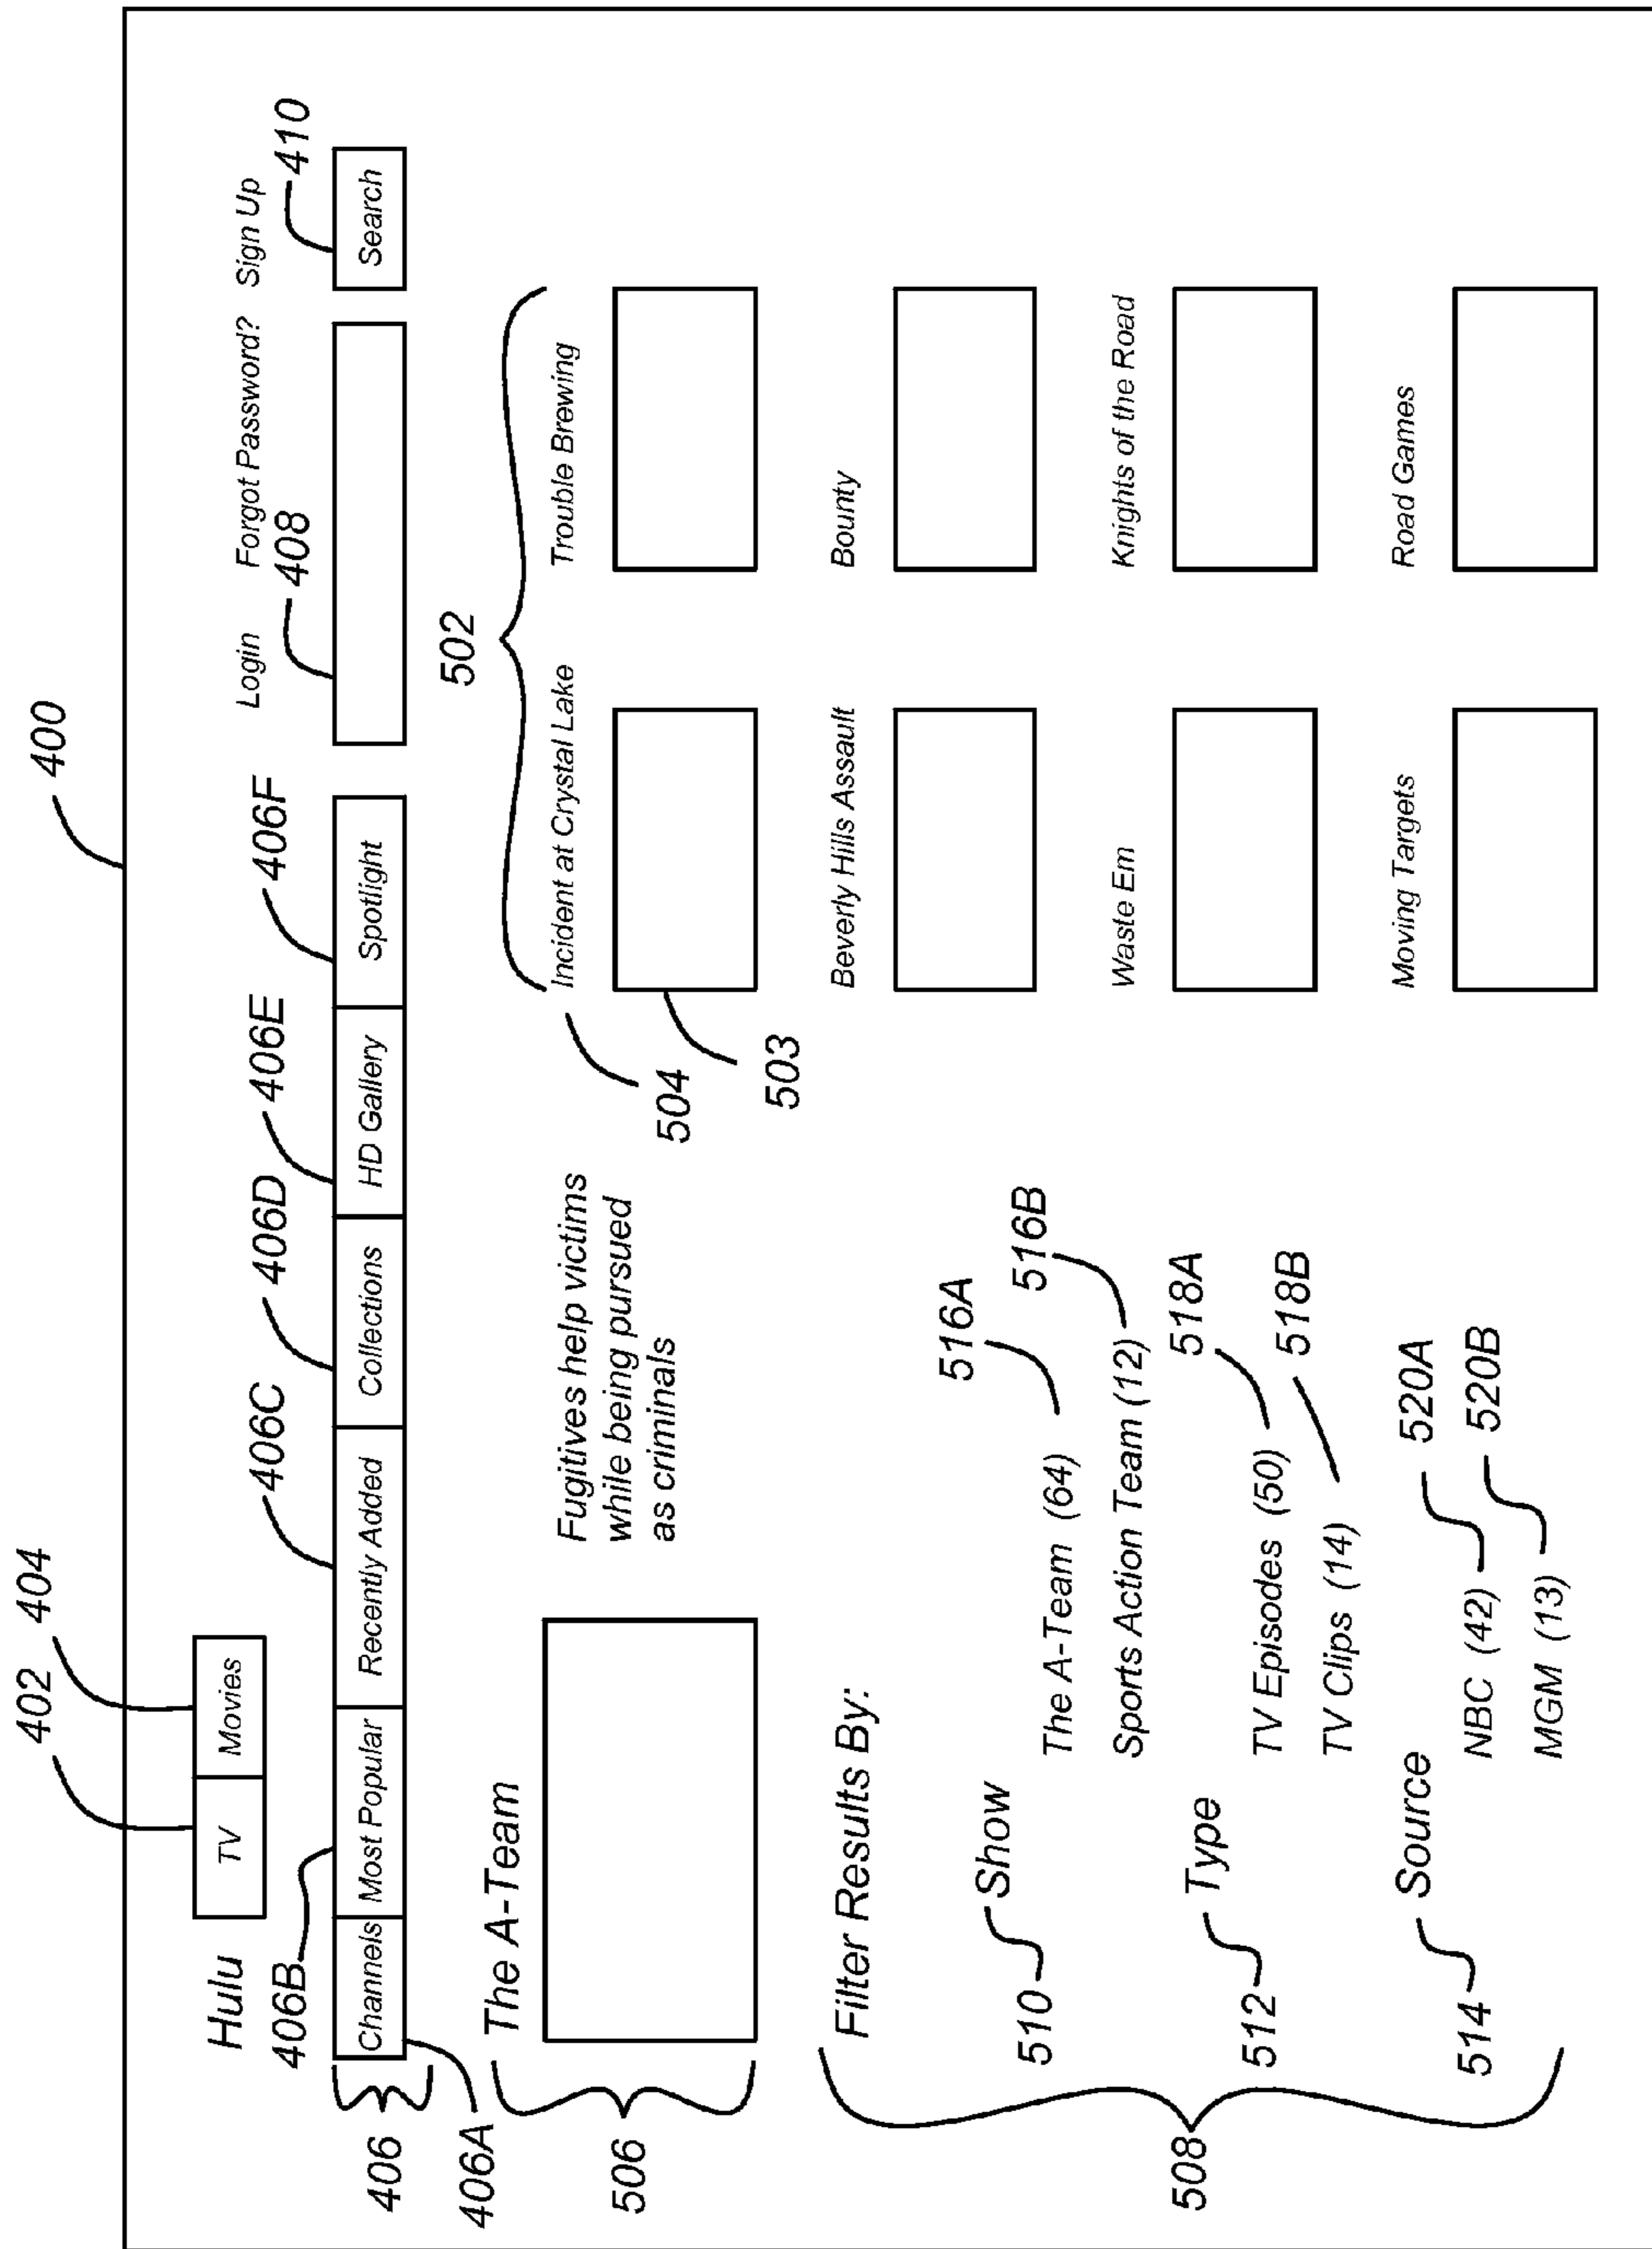 400
402
404
Hulu
TV
Movies
406B
406C
406D
406E
406F
Login
Forgot Password?
Sign Up
408
410
406
Channels
Most Popular
Recently Added
Collections
HD Gallery
Spotlight
Search
406A
The A-Team
506
Fugitives help victims
while being pursued
as criminals
502
504
503
Incident at Crystal Lake
Trouble Brewing
Beverly Hills Assault
Bounty
Waste Em
Knights of the Road
Moving Targets
Road Games
Filter Results By:
508
510
Show
516A
The A-Team (64)
516B
Sports Action Team (12)
512
Type
518A
TV Episodes (50)
518B
TV Clips (14)
514
Source
520A
NBC (42)
520B
MGM (13)